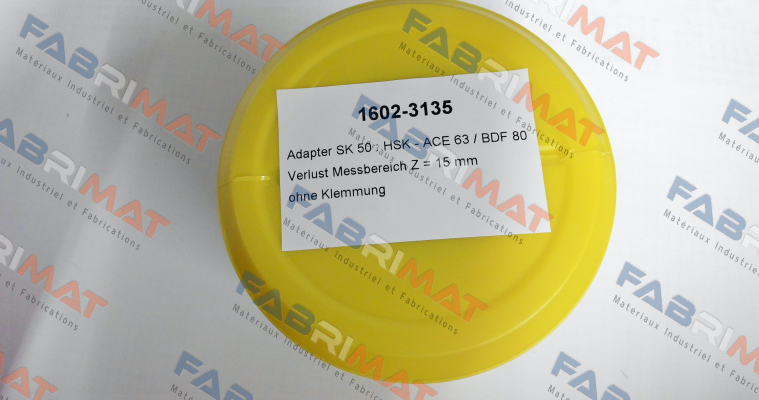 1602-3135
Adapter SK 50 : HSK - ACE 63 / BDF 80
Verlust Messbereich Z = 15 mm
ohne Klemmung
FABRIMAT
Matériaux Industriel et Fabrications